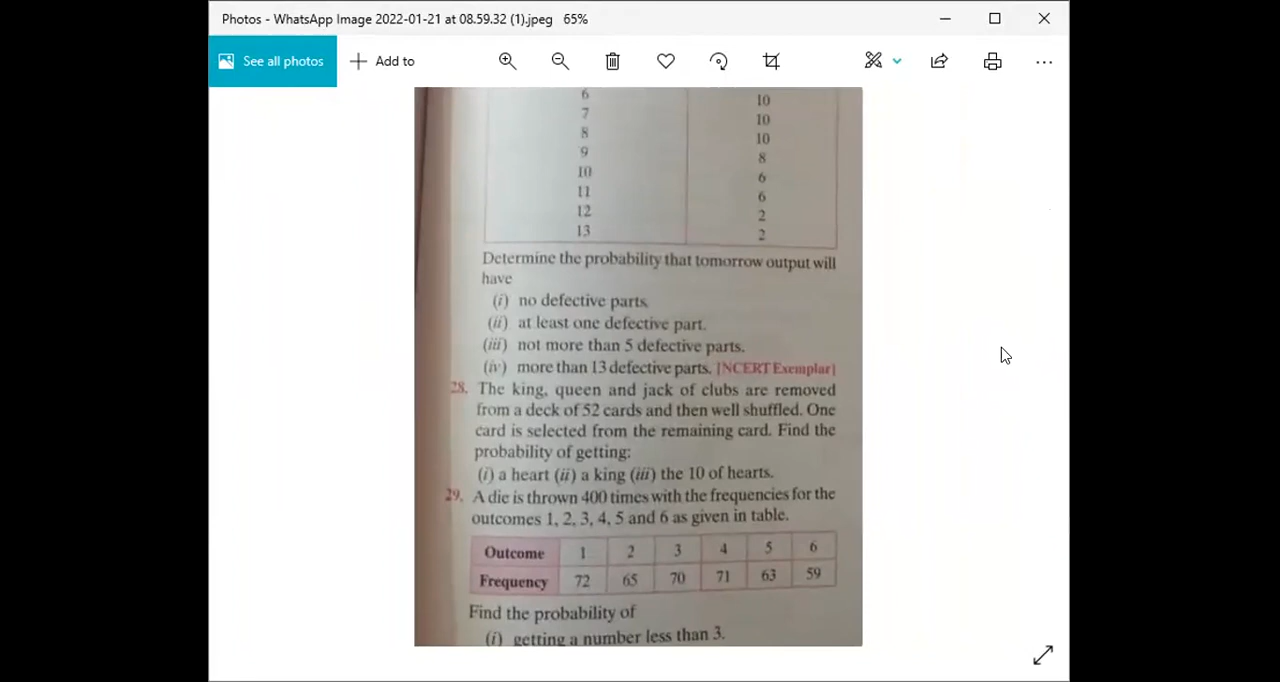 Photos - WhatsApp Image 2022-01-21 at 08.59.32 (1).jpeg 65%
See all photos
Add to
6 10
7 10
8 10
9 8
10 6
11 6
12 2
13 2
Determine the probability that tomorrow output will
have
(i) no defective parts
(ii) at least one defective part.
(iii) not more than 5 defective parts.
(iv) more than 13 defective parts. [NCERT Exemplar]
28. The king, queen and jack of clubs are removed
from a deck of 52 cards and then well shuffled. One
card is selected from the remaining card. Find the
probability of getting:
(i) a heart (ii) a king (iii) the 10 of hearts.
29. A die is thrown 400 times with the frequencies for the
outcomes 1, 2, 3, 4, 5 and 6 as given in table.
Outcome 1 2 3 4 5 6
Frequency 72 65 70 71 63 59
Find the probability of
(i) getting a number less than 3.